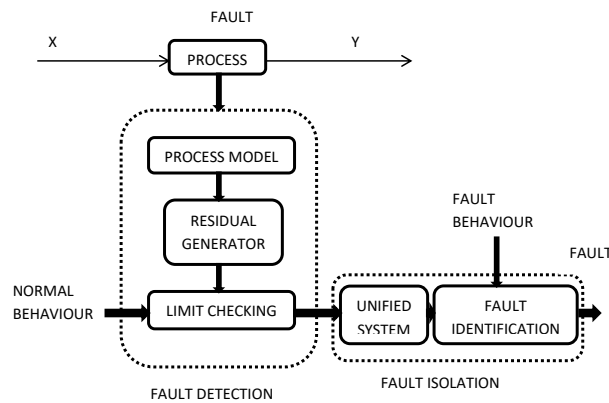 FAULT
X
Y
PROCESS
PROCESS MODEL
RESIDUAL
GENERATOR
FAULT
BEHAVIOUR
FAULT
NORMAL
BEHAVIOUR
LIMIT CHECKING
UNIFIED
SYSTEM
FAULT
IDENTIFICATION
FAULT DETECTION
FAULT ISOLATION